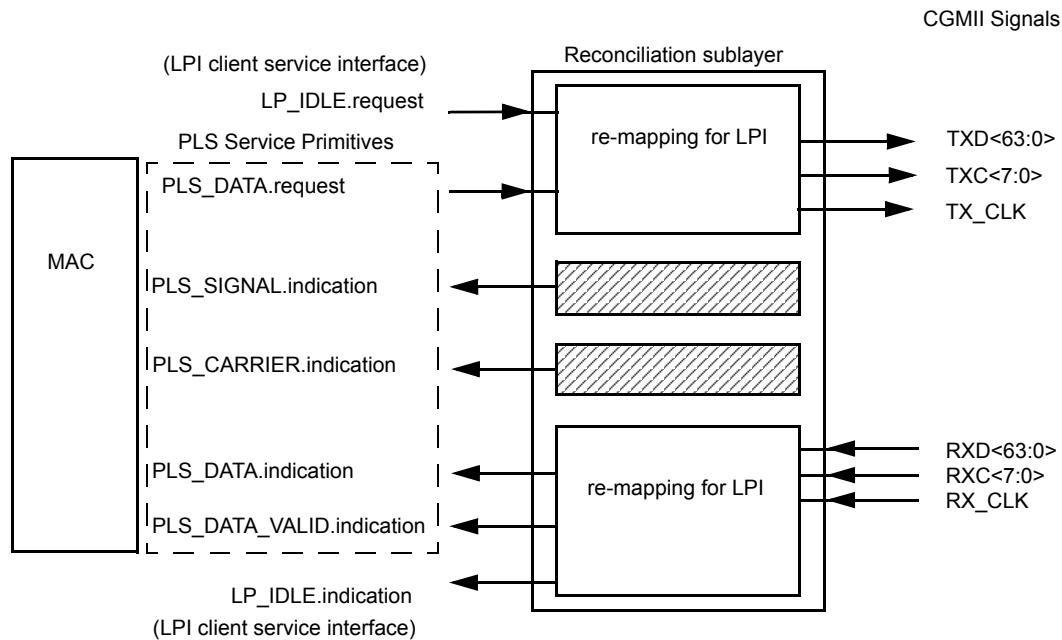 CGMII Signals
Reconciliation sublayer
(LPI client service interface)
LP_IDLE.request
re-mapping for LPI
PLS Service Primitives
TXD<63:0>
PLS_DATA.request
TXC<7:0>
TX_CLK
MAC
PLS_SIGNAL.indication
PLS_CARRIER.indication
RXD<63:0>
PLS_DATA.indication
RXC<7:0>
re-mapping for LPI
RX_CLK
PLS_DATA_VALID.indication
LP_IDLE.indication
(LPI client service interface)